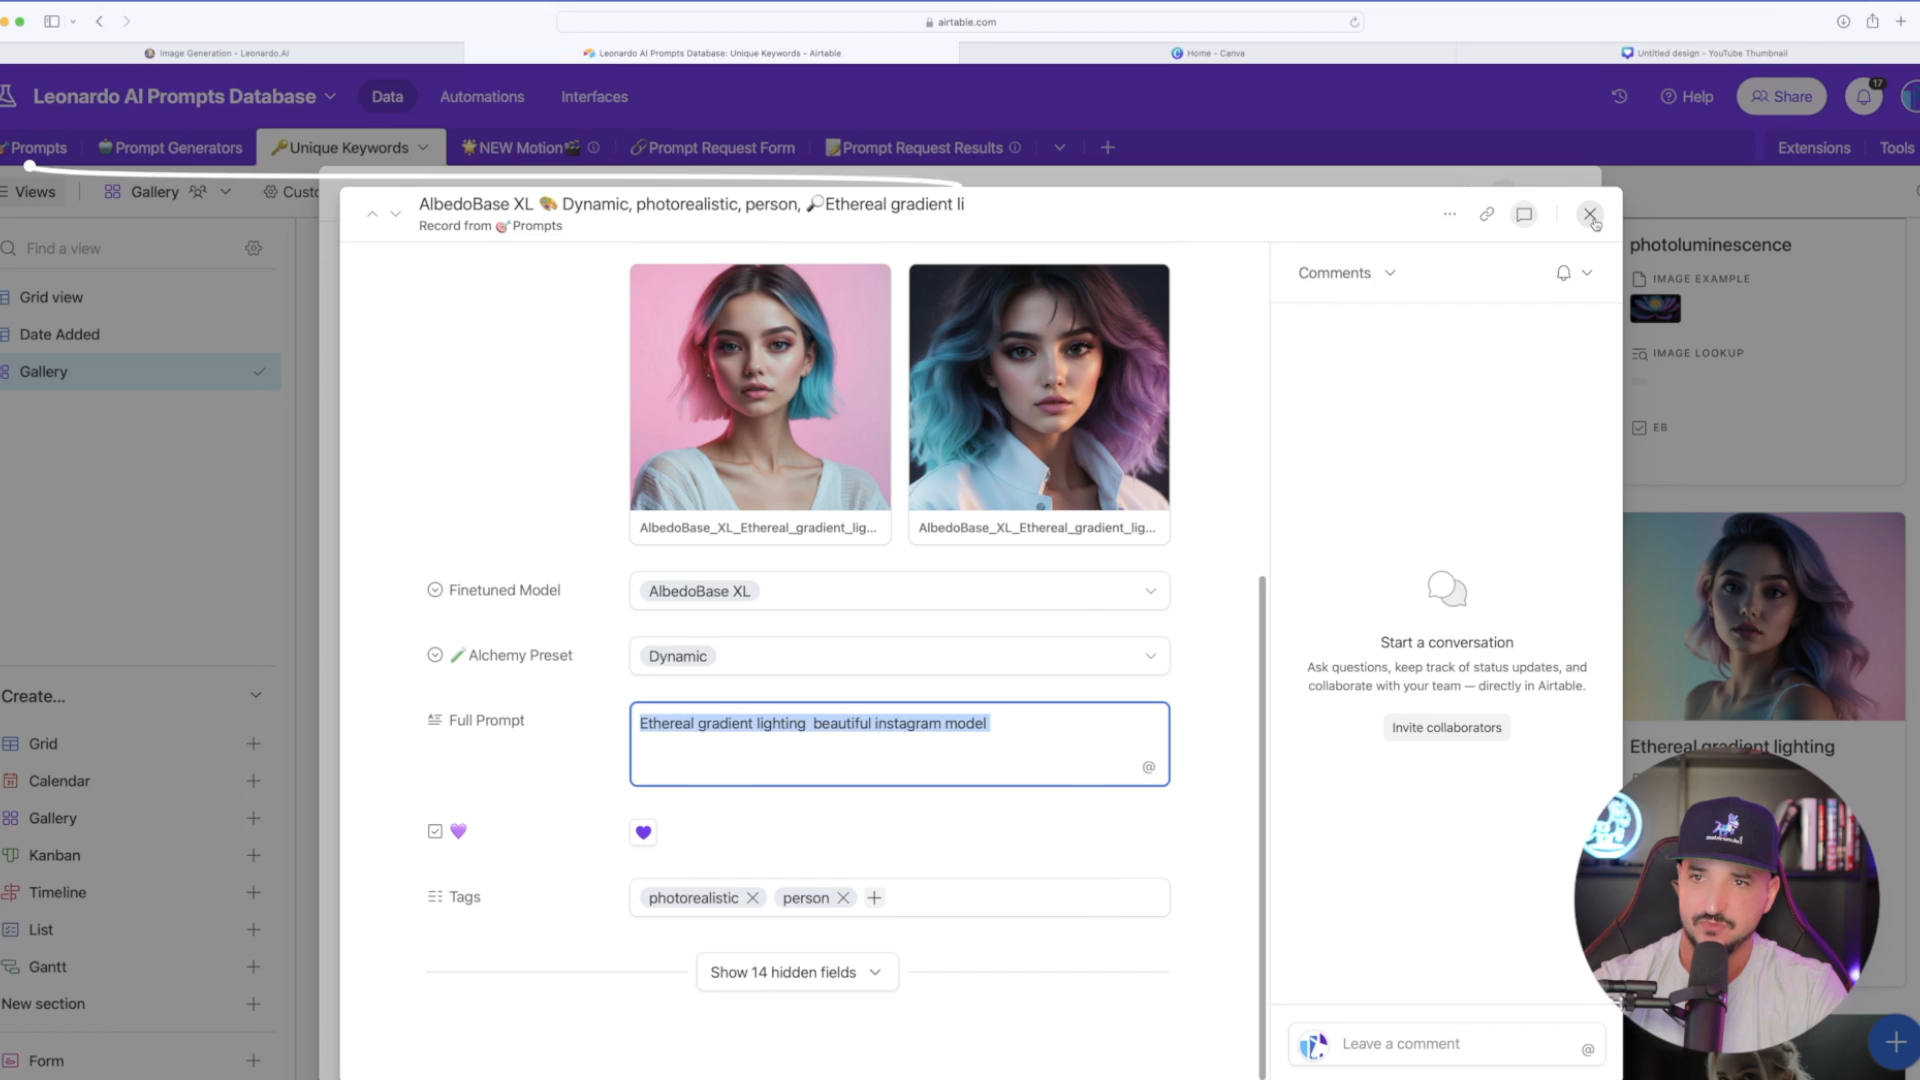 airtable.com
Image Generation - Leonardo.Ai
Leonardo AI Prompts Database: Unique Keywords - Airtable
Home - Canva
Untitled design - YouTube Thumbnail
Leonardo AI Prompts Database
Data
Automations
Interfaces
Help
Share
17
Prompts
Prompt Generators
Unique Keywords
NEW Motion
Prompt Request Form
Prompt Request Results
Extensions
Tools
Views
Gallery
Find a view
Grid view
Date Added
Gallery
Create...
Grid
Calendar
Gallery
Kanban
Timeline
List
Gantt
New section
Form
AlbedoBase XL 🎨 Dynamic, photorealistic, person, 🔎Ethereal gradient li
Record from 🎯Prompts
AlbedoBase_XL_Ethereal_gradient_lig...
AlbedoBase_XL_Ethereal_gradient_lig...
Finetuned Model
AlbedoBase XL
Alchemy Preset
Dynamic
Full Prompt
Ethereal gradient lighting  beautiful instagram model
@
Tags
photorealistic
person
Show 14 hidden fields
Comments
Start a conversation
Ask questions, keep track of status updates, and
collaborate with your team — directly in Airtable.
Invite collaborators
Leave a comment
@
photoluminescence
IMAGE EXAMPLE
IMAGE LOOKUP
EB
Ethereal gradient lighting